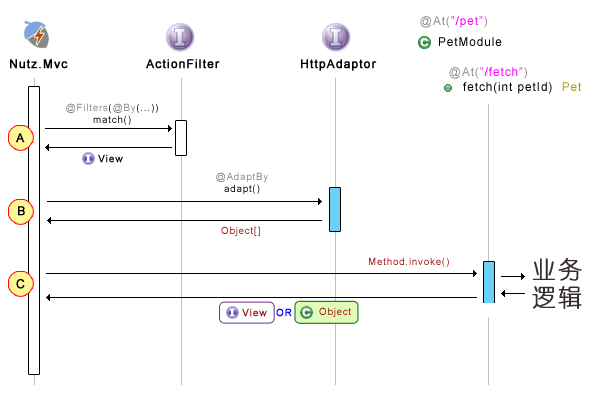 @At("/pet")
PetModule
Nutz.Mvc
ActionFilter
HttpAdaptor
@At("/fetch")
fetch(int petId) Pet
@Filters(@By(...))
match()
A
View
@AdaptBy
adapt()
B
Object[]
Method.invoke()
C
业务
逻辑
View OR Object